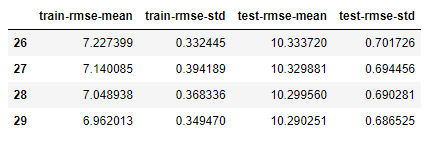 train-rmse-mean train-rmse-std test-rmse-mean test-rmse-std
26 7.227399 0.332445 10.333720 0.701726
27 7.140085 0.394189 10.329881 0.694456
28 7.048938 0.368336 10.299560 0.690281
29 6.962013 0.349470 10.290251 0.686525